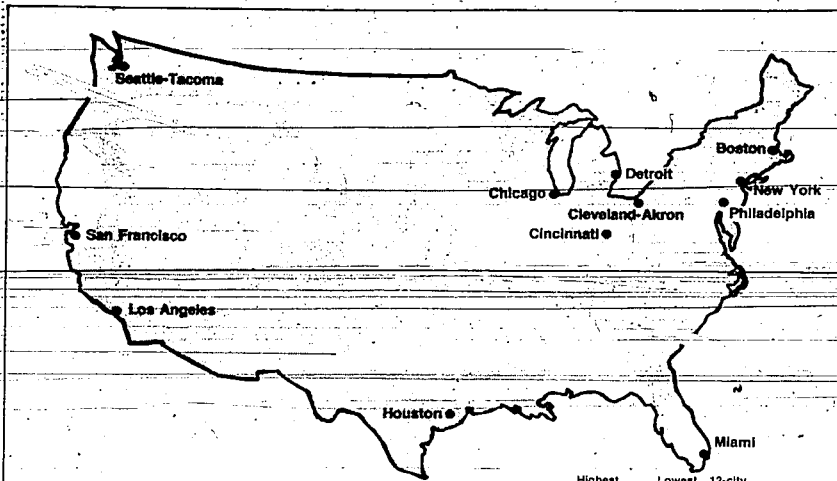 Seattle-Tacoma
Boston
Detroit
Chicago
New York
Cleveland-Akron
Philadelphia
Cincinnati
San Francisco
Los Angeles
Houston
Miami
Highest Lowest 12-city